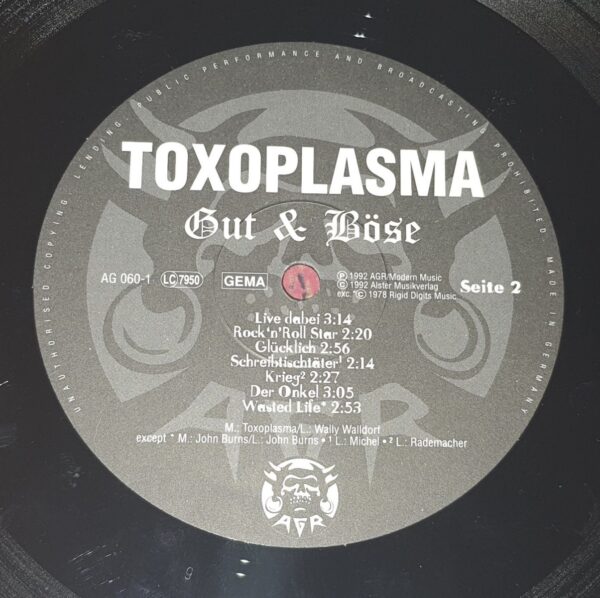 UNAUTHORISED COPYING, LENDING, PUBLIC PERFORMANCE AND BROADCASTING PROHIBITED. MADE IN GERMANY
TOXOPLASMA
Gut & Böse
AG 060-1 LC 7950 GEMA
Ⓟ 1992 AGR/Modern Music
© 1992 Alster Musikverlag
exc. *© 1978 Rigid Digits Music
Seite 2
Live dabei 3:14
Rock'n'Roll Star 2:20
Glücklich 2:56
Schreibtischtäter¹ 2:14
Krieg² 2:27
Der Onkel 3:05
Wasted Life* 2:53
M.: Toxoplasma/L.: Wally Walldorf
except * M.: John Burns/L.: John Burns • ¹ L.: Michel • ² L.: Rademacher
AGR
AGR